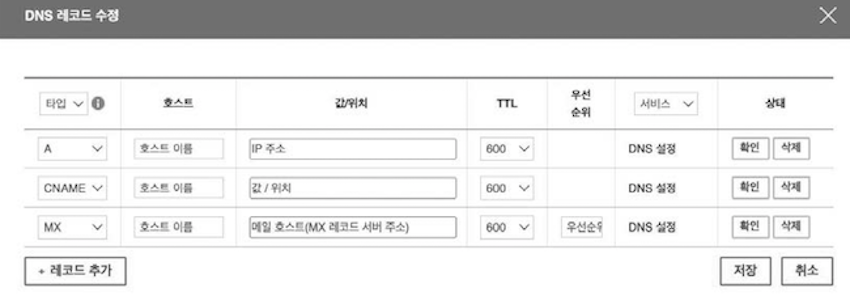 DNS 레코드 수정
타입 호스트 값/위치 TTL 우선 순위 서비스 상태
A 호스트 이름 IP 주소 600 DNS 설정 확인 삭제
CNAME 호스트 이름 값 / 위치 600 DNS 설정 확인 삭제
MX 호스트 이름 메일 호스트(MX 레코드 서버 주소) 600 우선순위 DNS 설정 확인 삭제
+ 레코드 추가 저장 취소